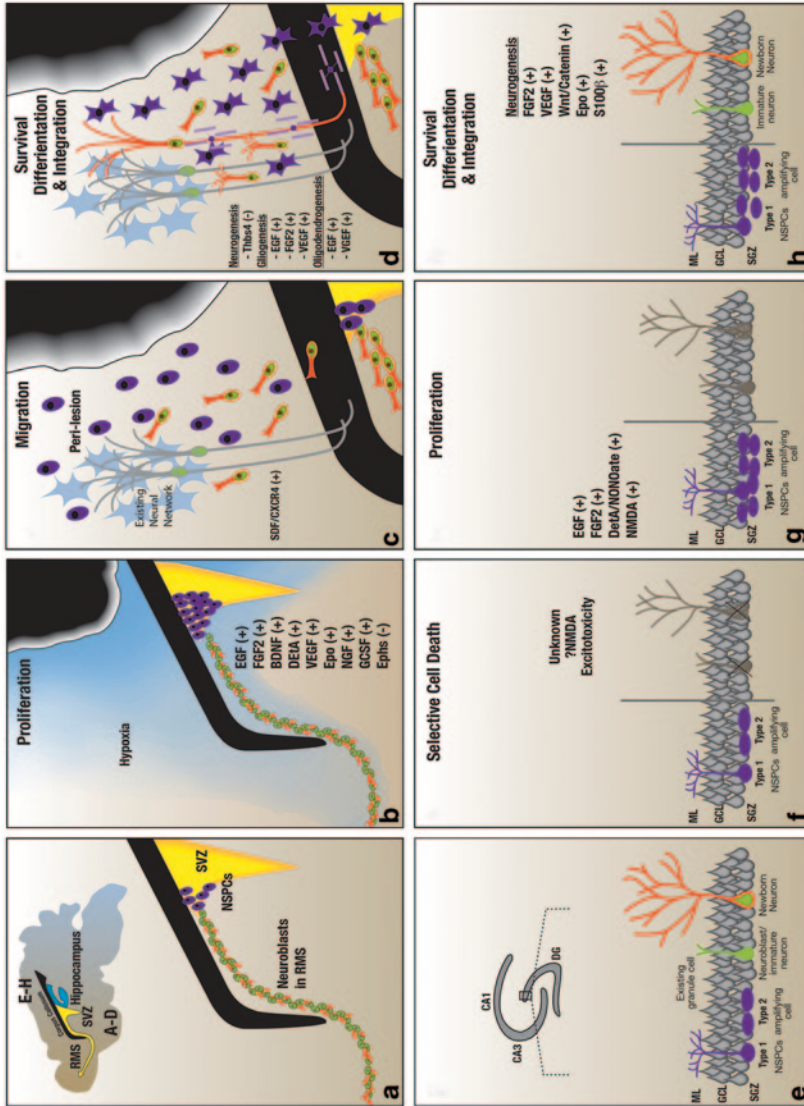 E-H
Corpus Callosum
Hippocampus
RMS
SVZ
A-D
SVZ
NSPCs
Neuroblasts
in RMS
a
Proliferation
Hypoxia
EGF (+)
FGF2 (+)
BDNF (+)
DEtA (+)
VEGF (+)
Epo (+)
NGF (+)
GCSF (+)
Ephs (-)
b
Migration
Peri-lesion
Existing
Neural
Network
SDF/CXCR4 (+)
c
Survival
Differientation
& Integration
Neurogenesis
- Thbs4 (-)
Gliogenesis
- EGF (+)
- FGF2 (+)
- VEGF (+)
Oligodendrogenesis
- EGF (+)
- VGEF (+)
d
CA1
CA3
DG
Existing
granule cell
ML
GCL
SGZ
Type 1
Type 2
NSPCs
amplifying
cell
Neuroblast/
immature
neuron
Newborn
Neuron
e
Selective Cell Death
Unknown
?NMDA
Excitotoxicity
ML
GCL
SGZ
Type 1
Type 2
NSPCs
amplifying
cell
f
Proliferation
EGF (+)
FGF2 (+)
DetA/NONOate (+)
NMDA (+)
ML
GCL
SGZ
Type 1
Type 2
NSPCs
amplifying
cell
g
Survival
Differientation
& Integration
Neurogenesis
FGF2 (+)
VEGF (+)
Wnt/Catenin (+)
Epo (+)
S100β (+)
ML
GCL
SGZ
Type 1
Type 2
NSPCs
amplifying
cell
Immature
neuron
Newborn
Neuron
h